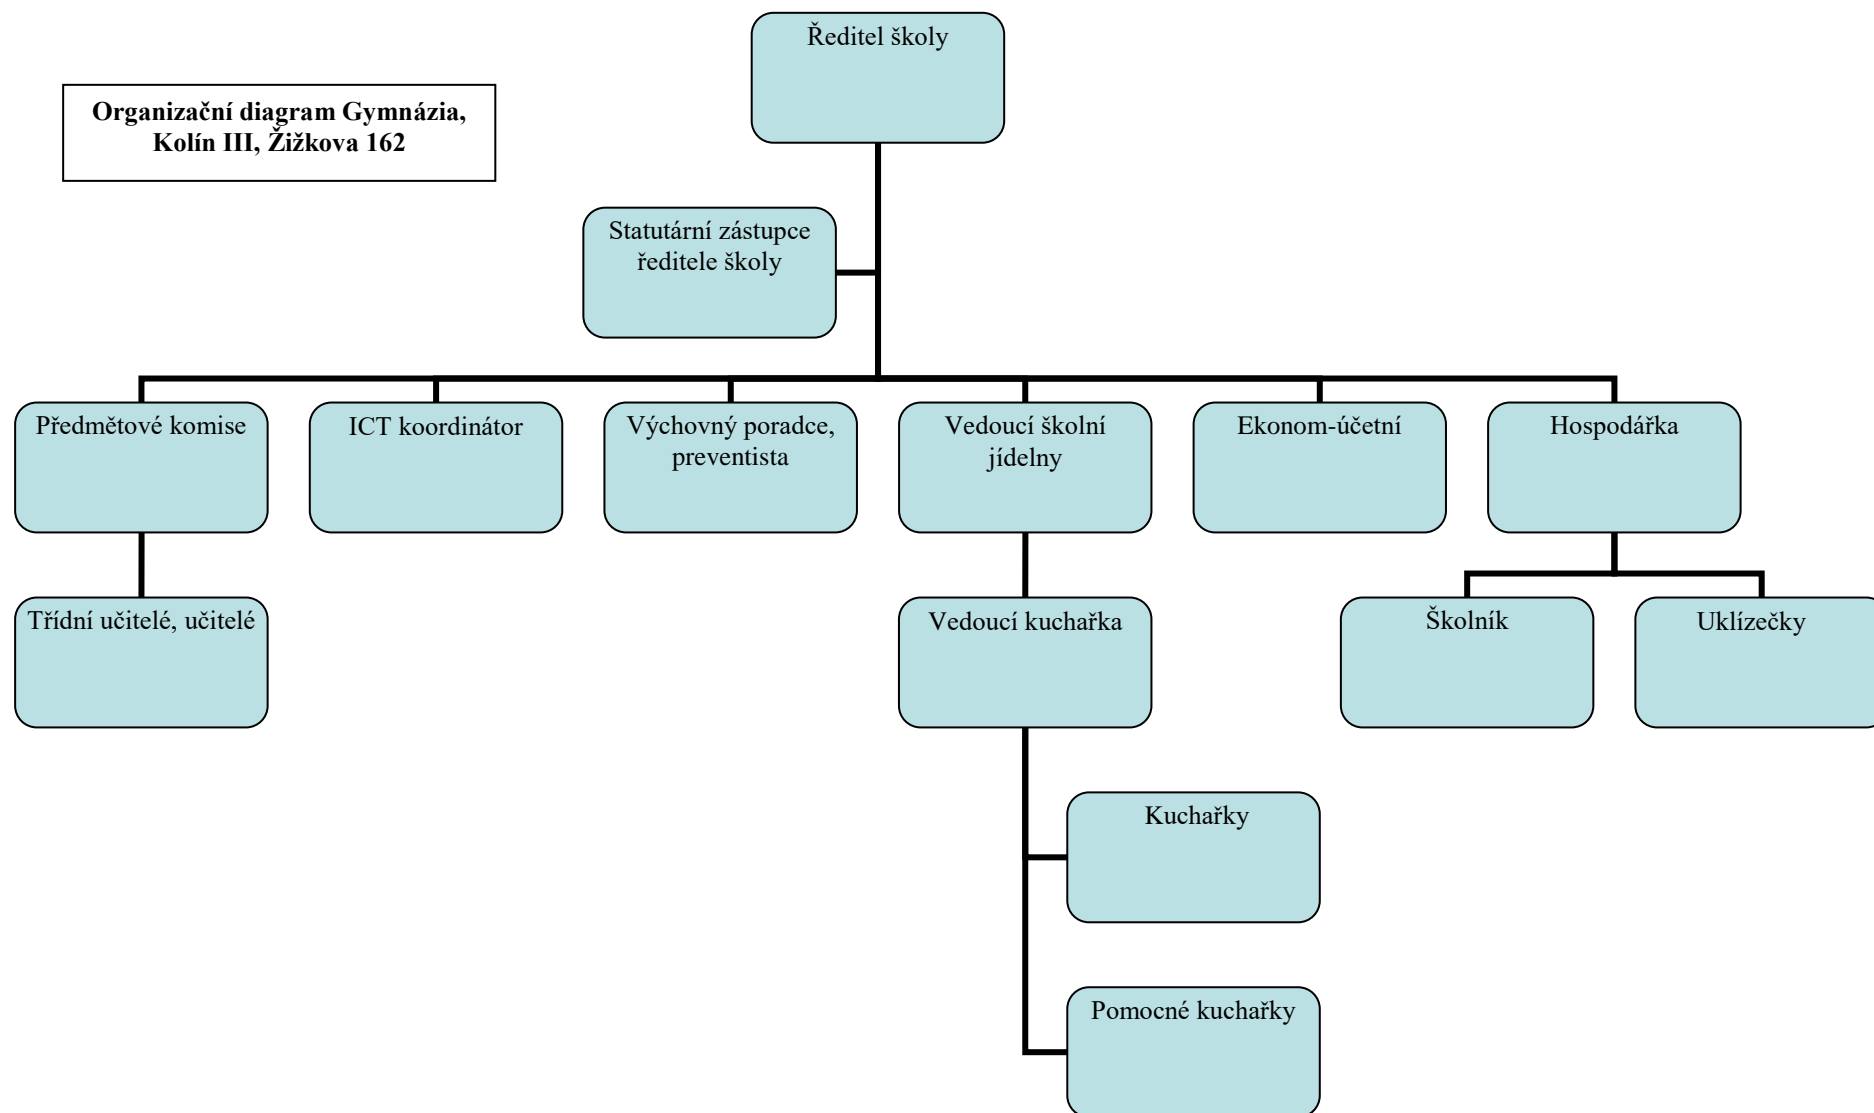 Ředitel školy
Organizační diagram Gymnázia,
Kolín III, Žižkova 162
Statutární zástupce
ředitele školy
Předmětové komise
ICT koordinátor
Výchovný poradce,
preventista
Vedoucí školní
jídelny
Ekonom-účetní
Hospodářka
Třídní učitelé, učitelé
Vedoucí kuchařka
Školník
Uklízečky
Kuchařky
Pomocné kuchařky